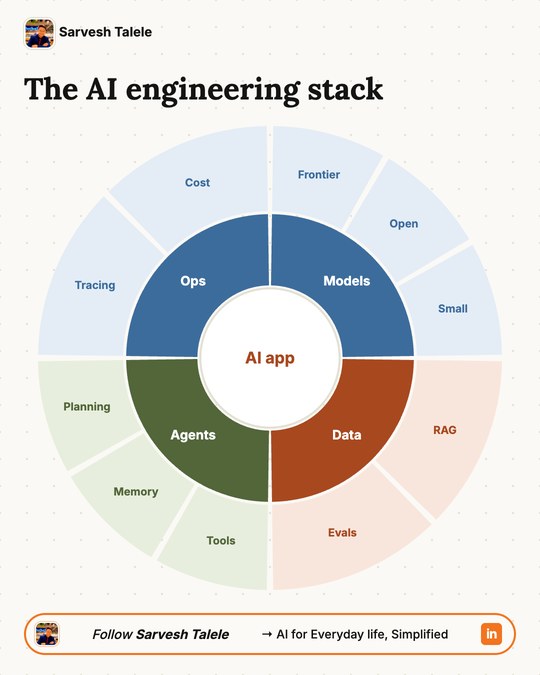 Sarvesh Talele
The AI engineering stack
Cost
Frontier
Open
Tracing
Ops
Models
Small
AI app
Planning
Agents
Data
RAG
Memory
Tools
Evals
Follow Sarvesh Talele → AI for Everyday life, Simplified in